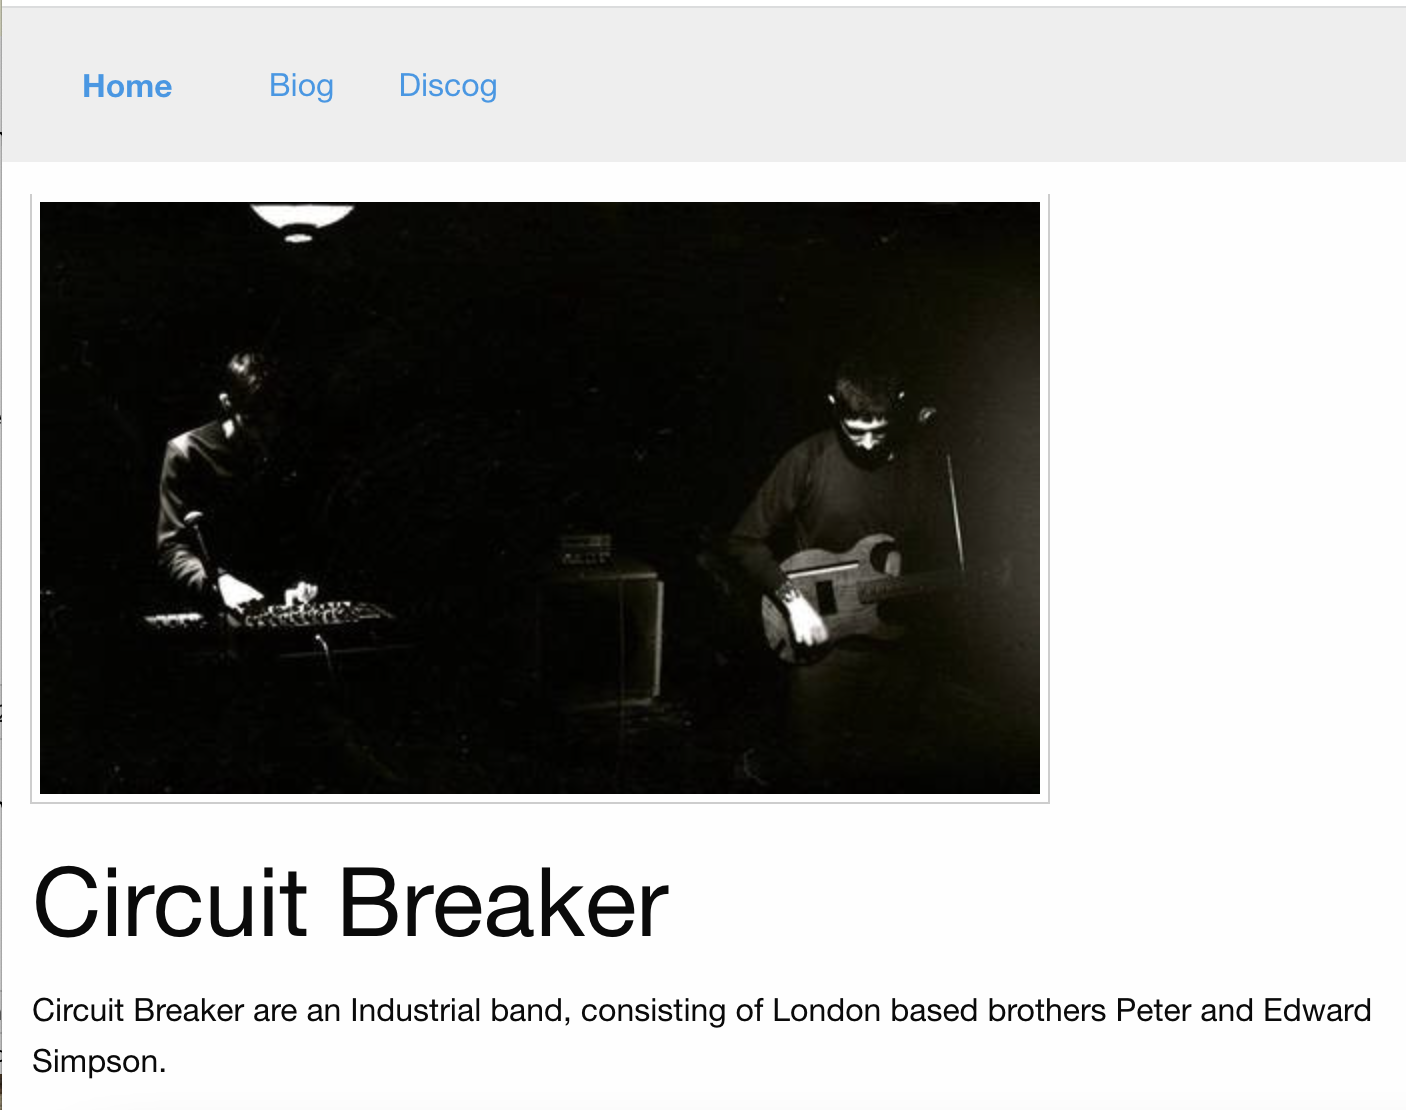 Home Biog Discog
Circuit Breaker
Circuit Breaker are an Industrial band, consisting of London based brothers Peter and Edward
Simpson.